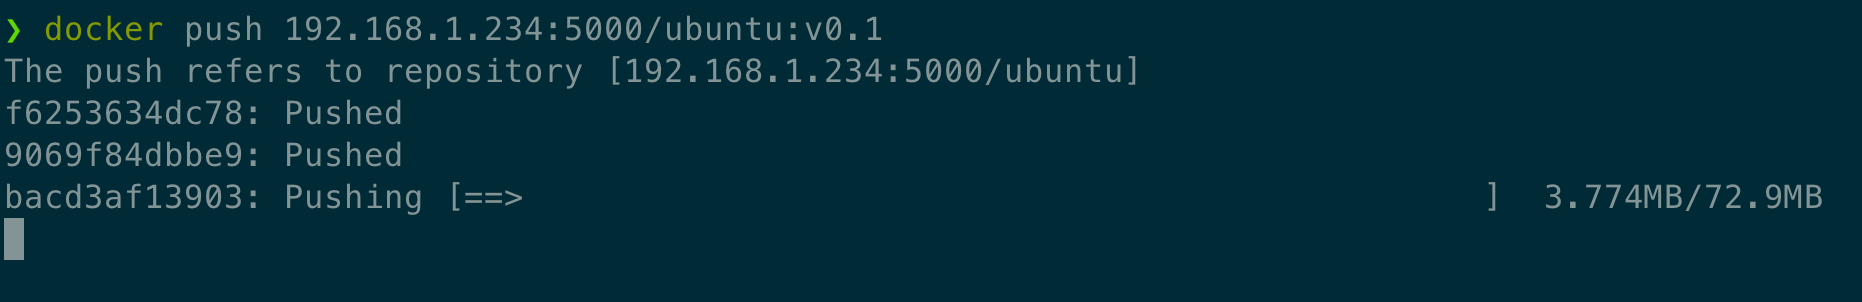 ❯ docker push 192.168.1.234:5000/ubuntu:v0.1
The push refers to repository [192.168.1.234:5000/ubuntu]
f6253634dc78: Pushed
9069f84dbbe9: Pushed
bacd3af13903: Pushing [==>                                                ]  3.774MB/72.9MB